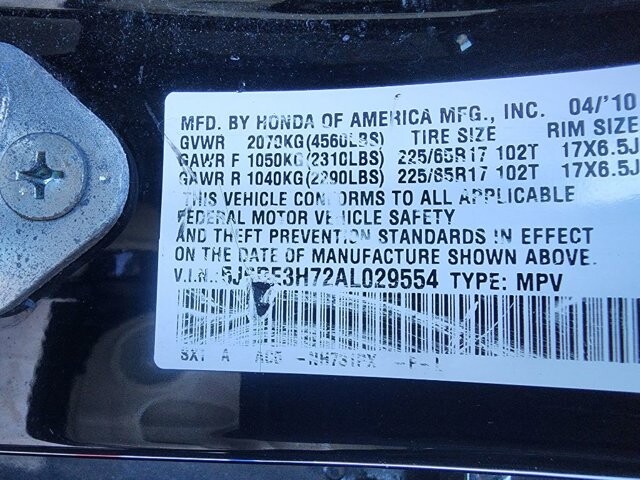 MFD. BY HONDA OF AMERICA MFG., INC. 04/'10
GVWR 2070KG(4560LBS) TIRE SIZE RIM SIZE
GAWR F 1050KG(2310LBS) 225/65R17 102T 17X6.5J
GAWR R 1040KG(2290LBS) 225/65R17 102T 17X6.5J
THIS VEHICLE CONFORMS TO ALL APPLICABLE
FEDERAL MOTOR VEHICLE SAFETY
AND THEFT PREVENTION STANDARDS IN EFFECT
ON THE DATE OF MANUFACTURE SHOWN ABOVE.
V.I.N.: TYPE: MPV
A